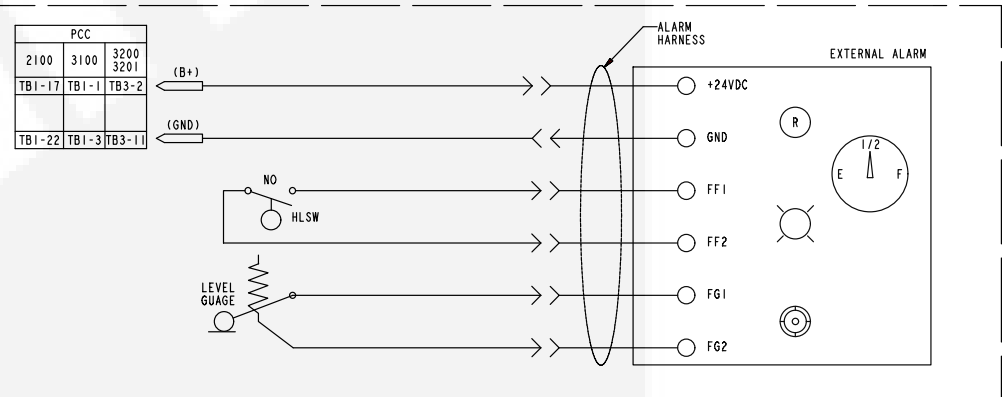 PCC
2100 3100 3200
3201
TB1-17 TB1-1 TB3-2
TB1-22 TB1-3 TB3-11
(B+)
(GND)
NO
HLSW
LEVEL
GUAGE
ALARM
HARNESS
EXTERNAL ALARM
+24VDC
GND
FF1
FF2
FG1
FG2
R
1/2
E F